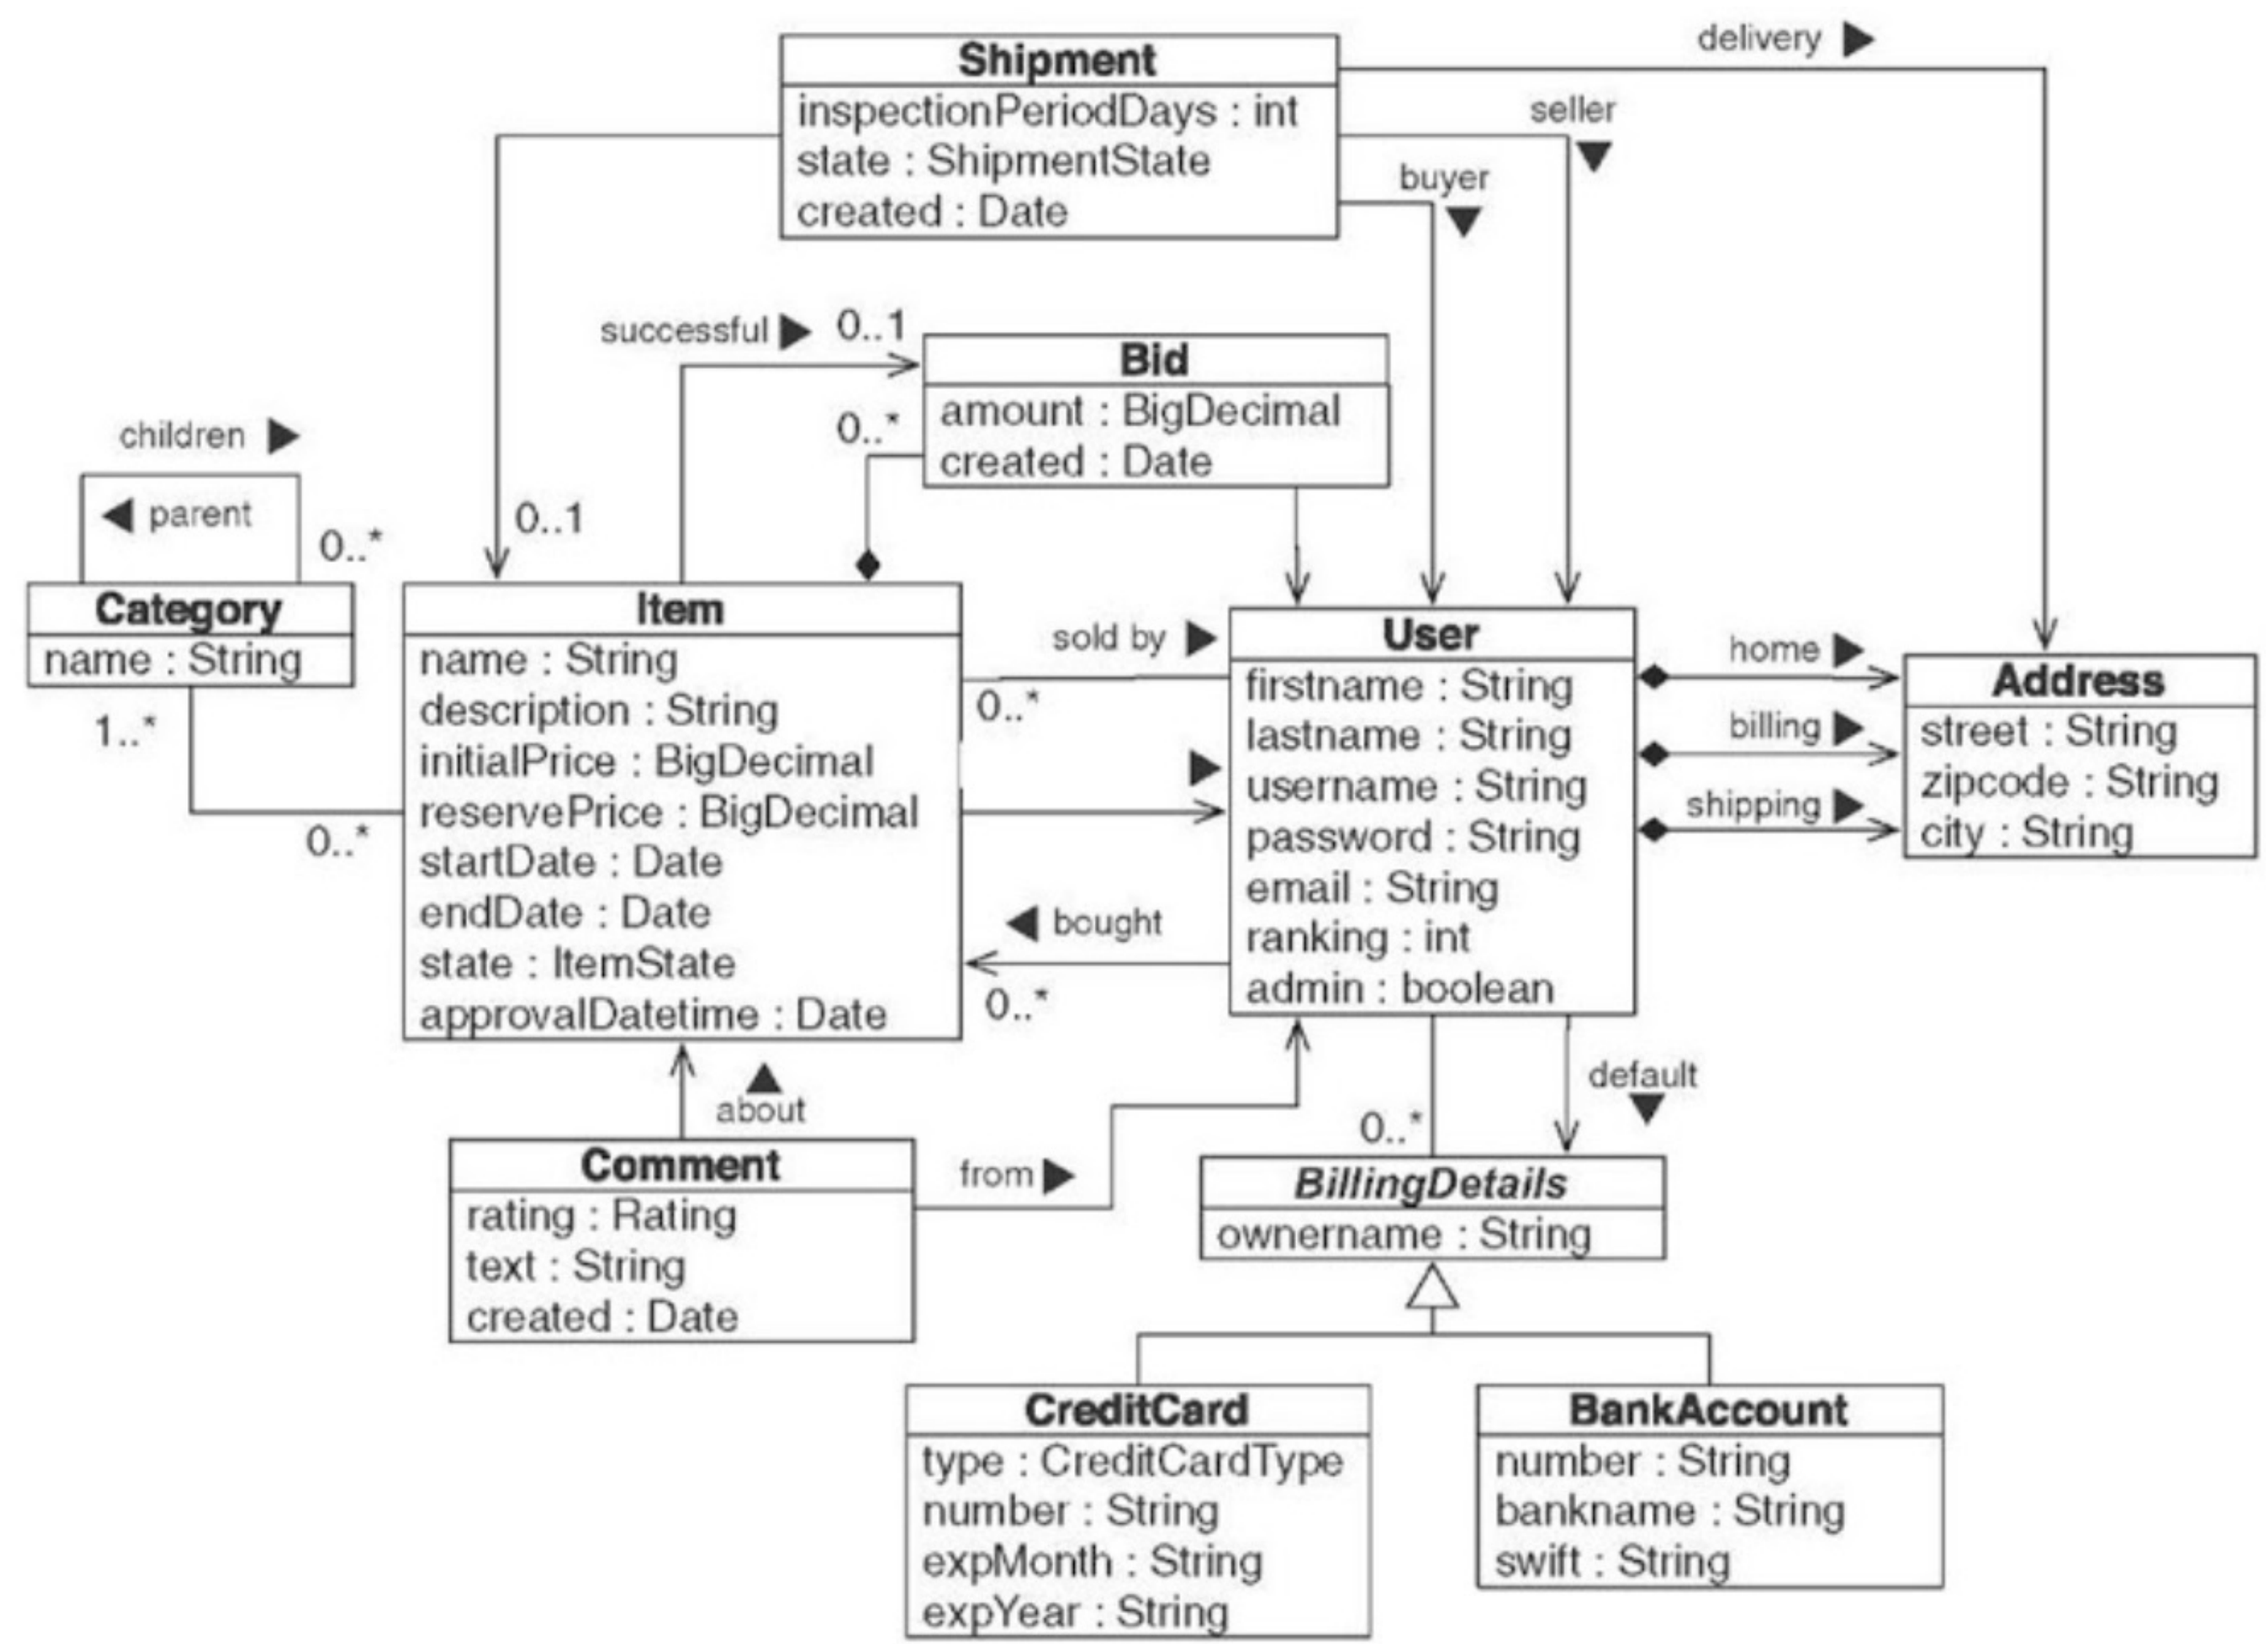 delivery
Shipment
inspectionPeriodDays : int
state : ShipmentState
created : Date
seller
buyer
successful
0..1
Bid
amount : BigDecimal
created : Date
0..*
children
parent
0..*
0..1
Category
name : String
1..*
0..*
Item
name : String
description : String
initialPrice : BigDecimal
reservePrice : BigDecimal
startDate : Date
endDate : Date
state : ItemState
approvalDatetime : Date
sold by
0..*
bought
0..*
User
firstname : String
lastname : String
username : String
password : String
email : String
ranking : int
admin : boolean
home
billing
shipping
Address
street : String
zipcode : String
city : String
about
Comment
rating : Rating
text : String
created : Date
from
0..*
default
BillingDetails
ownername : String
CreditCard
type : CreditCardType
number : String
expMonth : String
expYear : String
BankAccount
number : String
bankname : String
swift : String